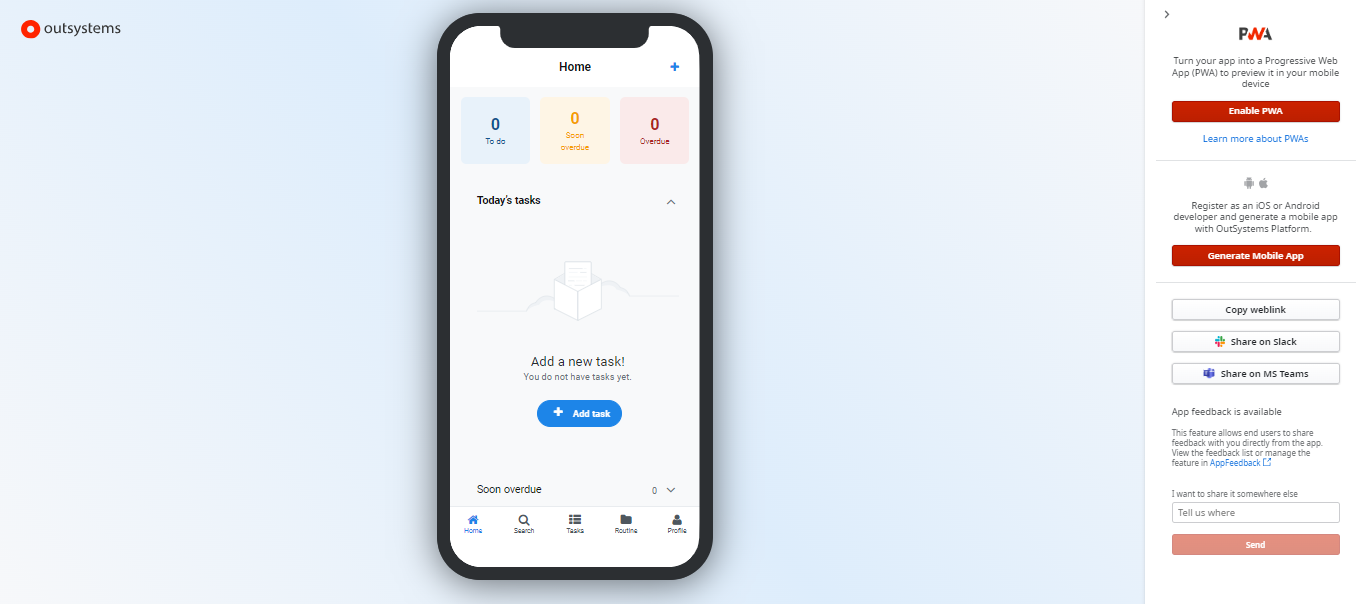 outsystems
Home
0
To do
0
Soon
overdue
0
Overdue
Today's tasks
Add a new task!
You do not have tasks yet.
Add task
Soon overdue 0
Home Search Tasks Routine Profile
PWA
Turn your app into a Progressive Web
App (PWA) to preview it in your mobile
device
Enable PWA
Learn more about PWAs
Register as an iOS or Android
developer and generate a mobile app
with OutSystems Platform.
Generate Mobile App
Copy weblink
Share on Slack
Share on MS Teams
App feedback is available
This feature allows end users to share
feedback with you directly from the app.
View the feedback list or manage the
feature in AppFeedback
I want to share it somewhere else
Tell us where
Send